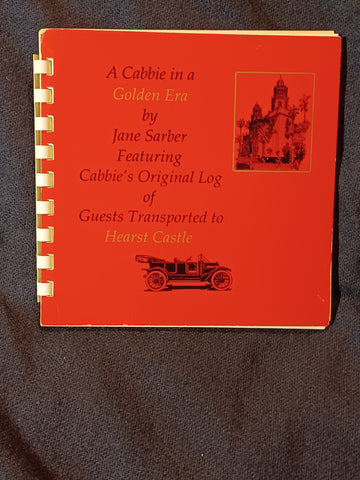 A Cabbie in a
Golden Era
by
Jane Sarber
Featuring
Cabbie's Original Log
of
Guests Transported to
Hearst Castle